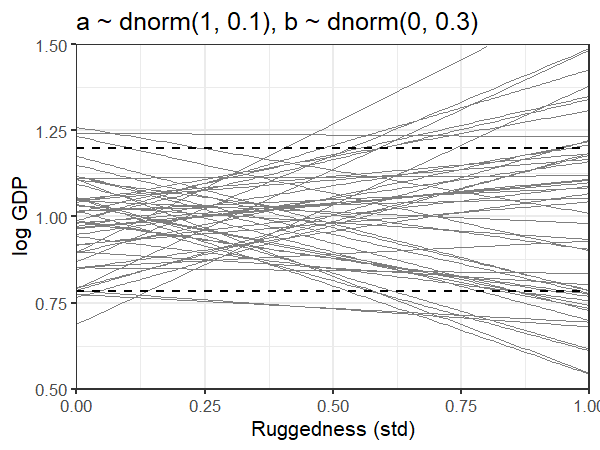 a ~ dnorm(1, 0.1), b ~ dnorm(0, 0.3)
log GDP
1.50
1.25
1.00
0.75
0.50
0.00 0.25 0.50 0.75 1.00
Ruggedness (std)